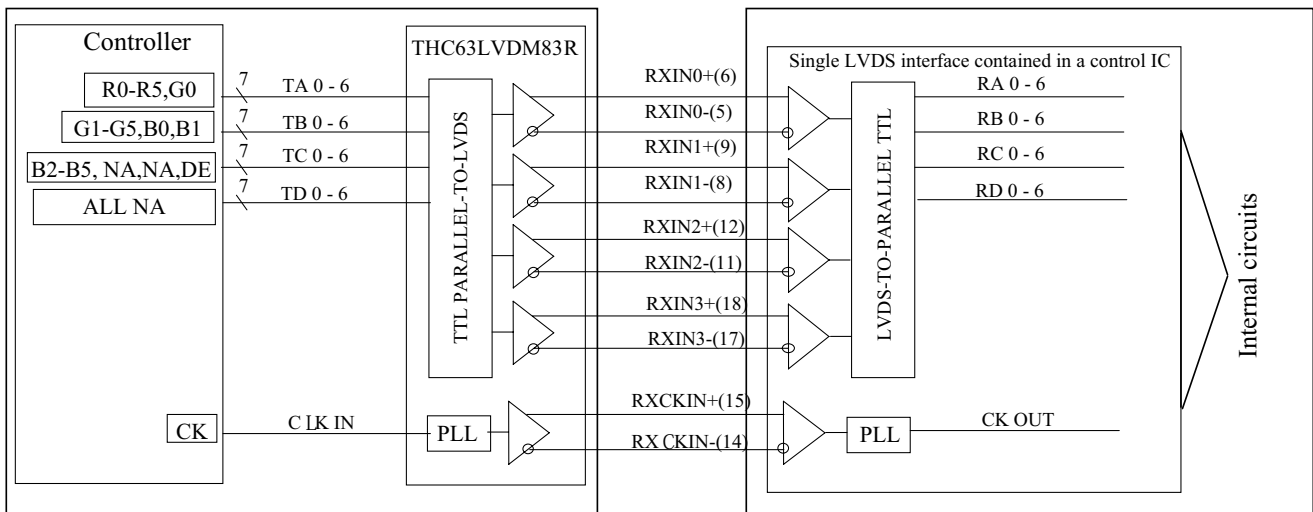 Controller
R0-R5,G0
G1-G5,B0,B1
B2-B5, NA,NA,DE
ALL NA
CK
7
TA 0 - 6
7
TB 0 - 6
7
TC 0 - 6
7
TD 0 - 6
CLK IN
THC63LVDM83R
TTL PARALLEL-TO-LVDS
PLL
RXIN0+(6)
RXIN0-(5)
RXIN1+(9)
RXIN1-(8)
RXIN2+(12)
RXIN2-(11)
RXIN3+(18)
RXIN3-(17)
RXCKIN+(15)
RXCKIN-(14)
Single LVDS interface contained in a control IC
LVDS-TO-PARALLEL TTL
PLL
RA 0 - 6
RB 0 - 6
RC 0 - 6
RD 0 - 6
CK OUT
Internal circuits